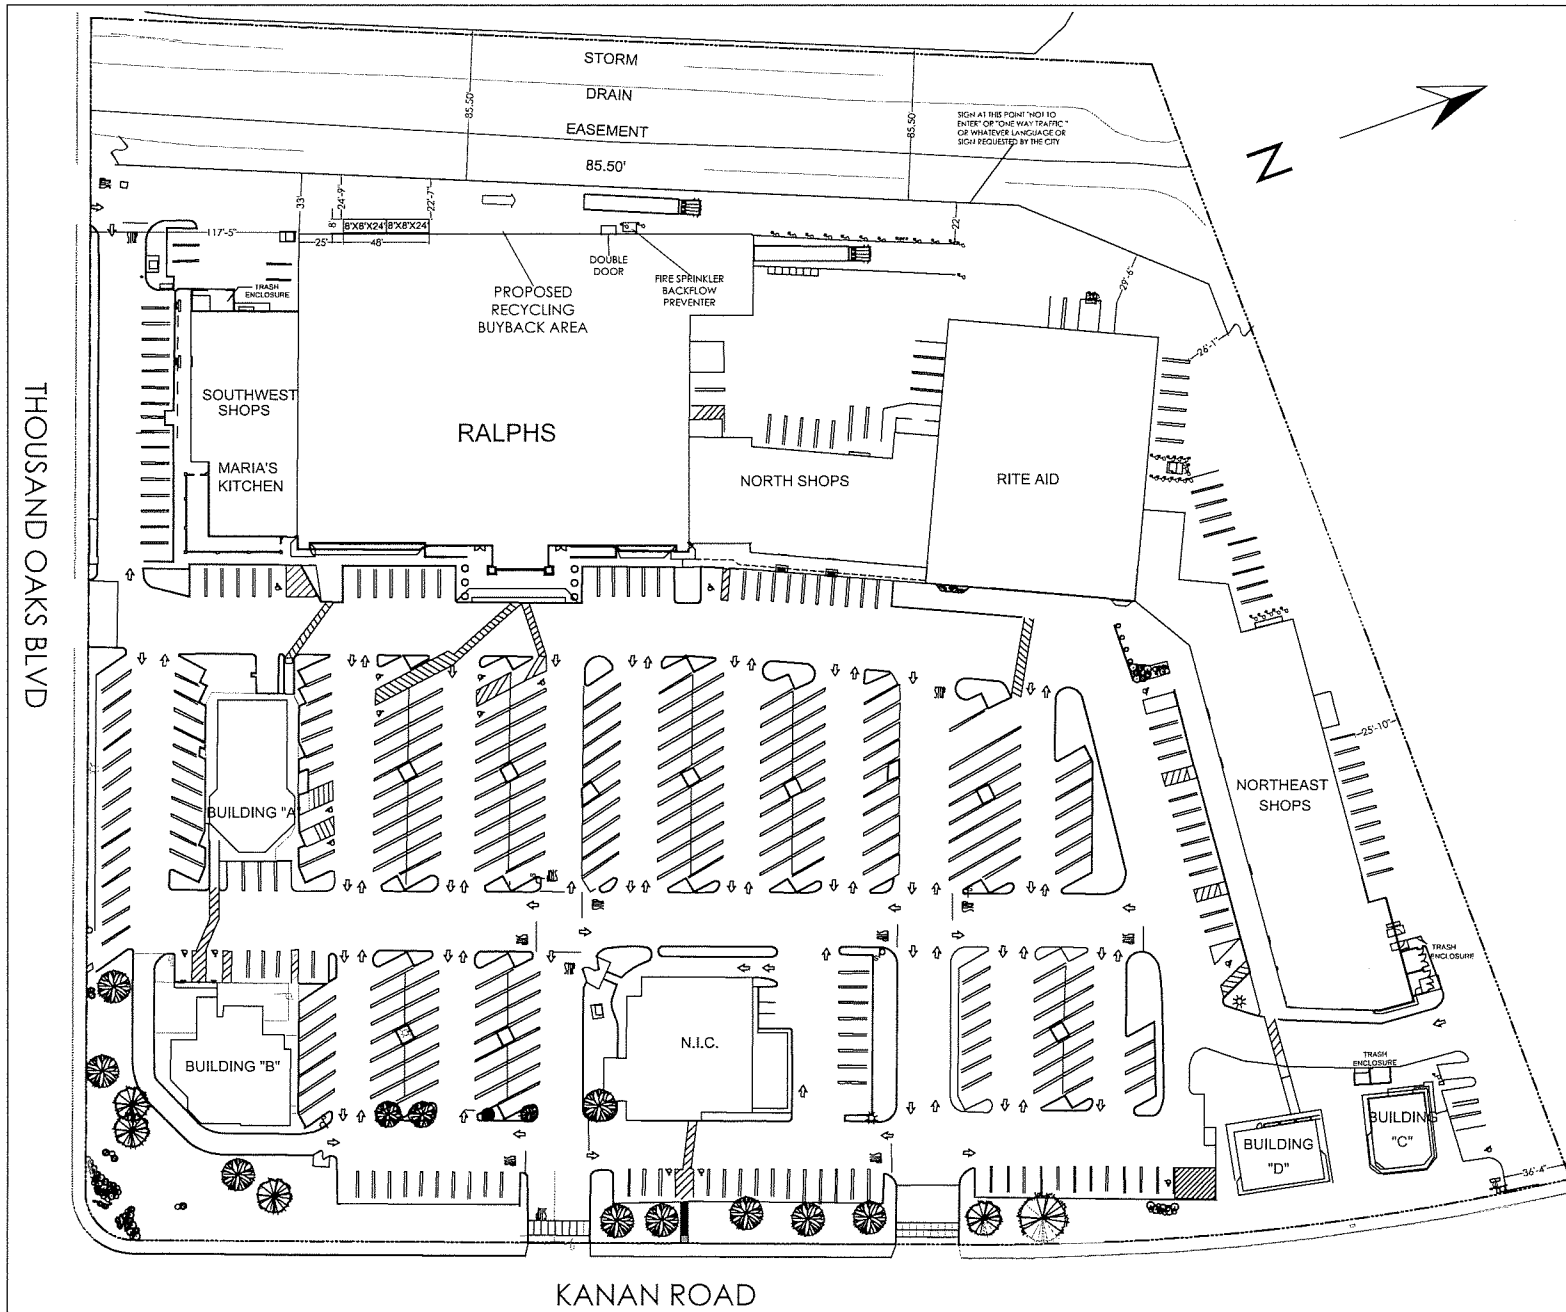 STORM
DRAIN
EASEMENT
85.50'
85.50'
85.50'
SIGN AT THIS POINT "NOT TO
ENTER" OR "ONE WAY TRAFFIC"
OR WHATEVER LANGUAGE OR
SIGN REQUESTED BY THE CITY
N
33'
24'-9"
22'-7"
8'
8'X8'X24'
8'X8'X24'
25'
48'
117'-5"
22'
DOUBLE
DOOR
FIRE SPRINKLER
BACKFLOW
PREVENTER
PROPOSED
RECYCLING
BUYBACK AREA
TRASH
ENCLOSURE
29'-6"
26'-1"
SOUTHWEST
SHOPS
MARIA'S
KITCHEN
RALPHS
NORTH SHOPS
RITE AID
THOUSAND OAKS BLVD
STOP
25'-10"
NORTHEAST
SHOPS
BUILDING "A"
TRASH
ENCLOSURE
STOP
N.I.C.
BUILDING "B"
TRASH
ENCLOSURE
BUILDING
"C"
BUILDING
"D"
36'-4"
KANAN ROAD